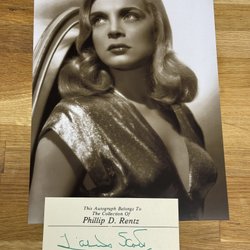 This Autograph Belongs To
The Collection Of
Phillip D. Rentz